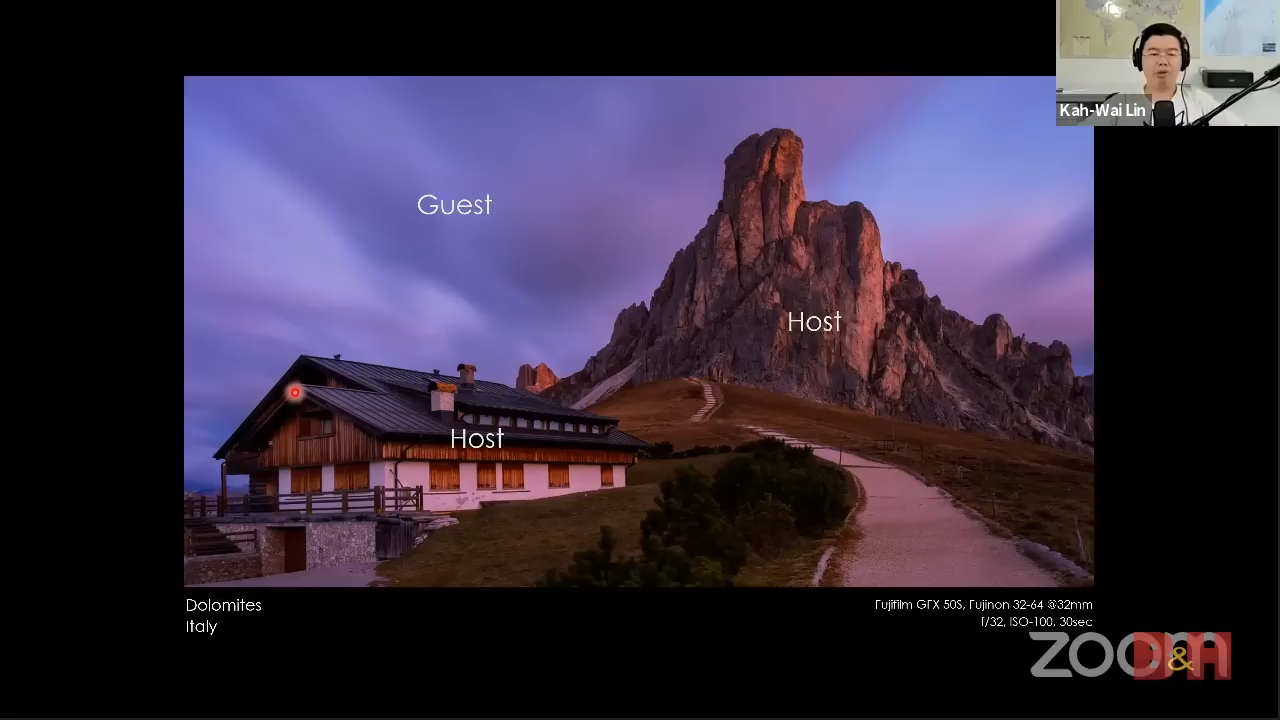 Kah-Wai Lin
Guest
Host
Host
Dolomites
Italy
Fujifilm GFX 50S, Fujinon 32-64 @32mm
f/32, ISO-100, 30sec
zoom
B&H